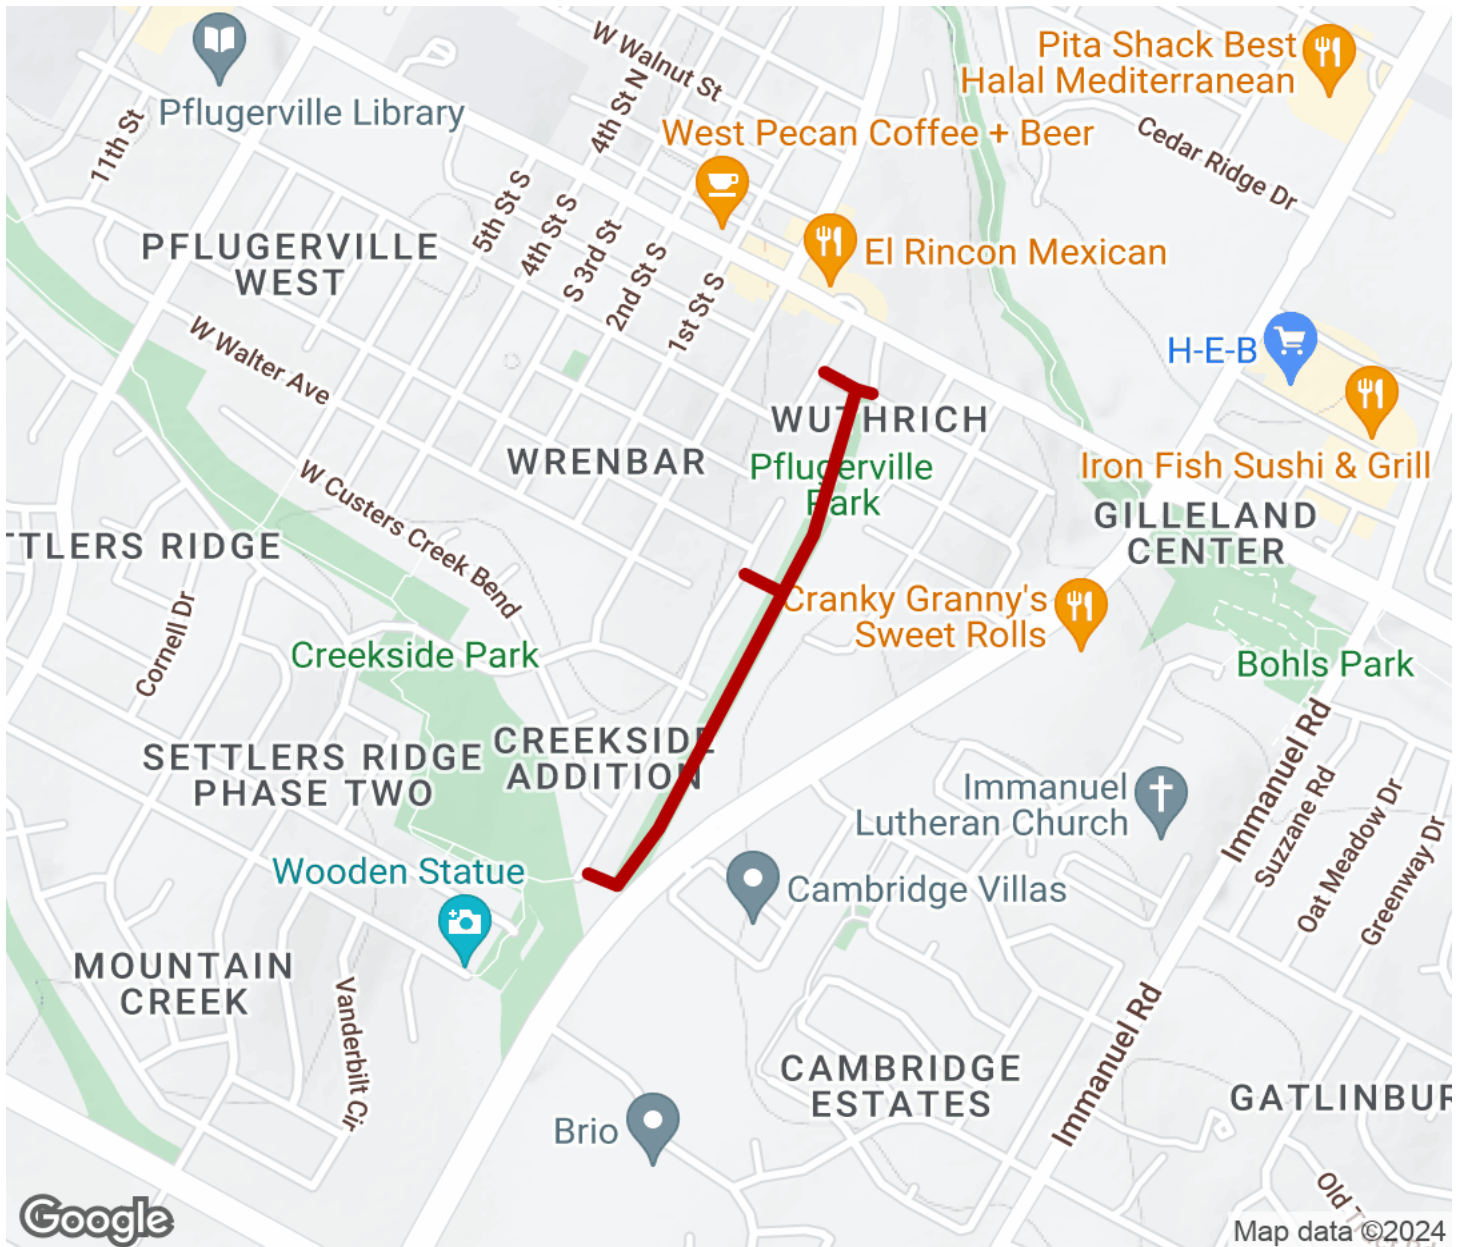 W Walnut St
Pita Shack Best
Halal Mediterranean
Pflugerville Library
11th St
4th St N
West Pecan Coffee + Beer
Cedar Ridge Dr
5th St S
4th St S
S 3rd St
2nd St S
1st St S
PFLUGERVILLE
WEST
El Rincon Mexican
W Walter Ave
H-E-B
WUTHRICH
WRENBAR
Pflugerville
Park
Iron Fish Sushi & Grill
W Custers Creek Bend
GILLELAND
CENTER
TTLERS RIDGE
Cranky Granny's
Sweet Rolls
Cornell Dr
Creekside Park
Bohls Park
SETTLERS RIDGE
PHASE TWO
CREEKSIDE
ADDITION
Immanuel Rd
Suzzane Rd
Oat Meadow Dr
Greenway Dr
Immanuel
Lutheran Church
Wooden Statue
Cambridge Villas
MOUNTAIN
CREEK
Vanderbilt Cir
Immanuel Rd
CAMBRIDGE
ESTATES
GATLINBUR
Brio
Old T
Google
Map data ©2024